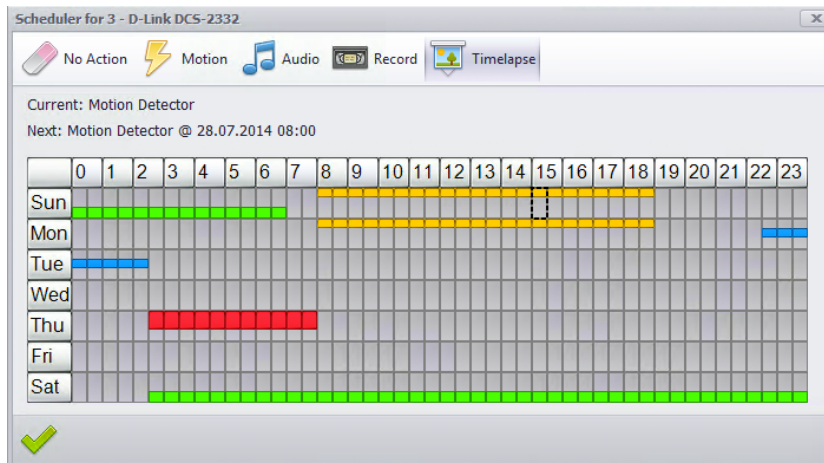 Scheduler for 3 - D-Link DCS-2332
No Action Motion Audio Record Timelapse
Current: Motion Detector
Next: Motion Detector @ 28.07.2014 08:00
0 1 2 3 4 5 6 7 8 9 10 11 12 13 14 15 16 17 18 19 20 21 22 23
Sun
Mon
Tue
Wed
Thu
Fri
Sat